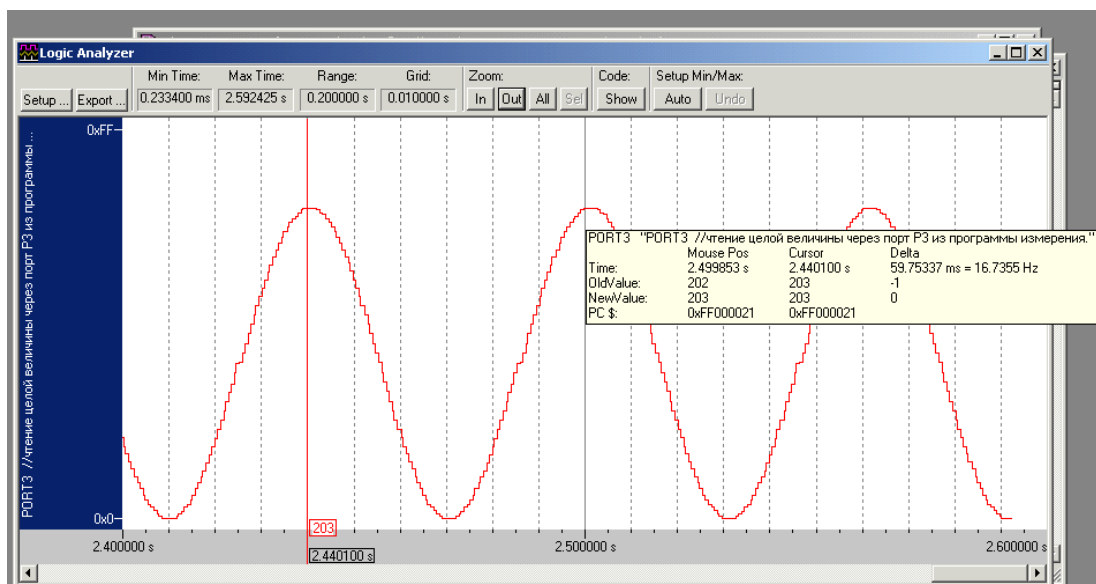 Logic Analyzer
Min Time: Max Time: Range: Grid: Zoom: Code: Setup Min/Max:
Setup ... Export ... 0.233400 ms 2.592425 s 0.200000 s 0.010000 s In Out All Sel Show Auto Undo
0xFF
PORT3 //чтение целой величины через порт P3 из программы ...
0x0
PORT3 "PORT3 //чтение целой величины через порт P3 из программы измерения."
Mouse Pos Cursor Delta
Time: 2.499853 s 2.440100 s 59.75337 ms = 16.7355 Hz
OldValue: 202 203 -1
NewValue: 203 203 0
PC $: 0xFF000021 0xFF000021
203
2.400000 s 2.500000 s 2.600000 s
2.440100 s